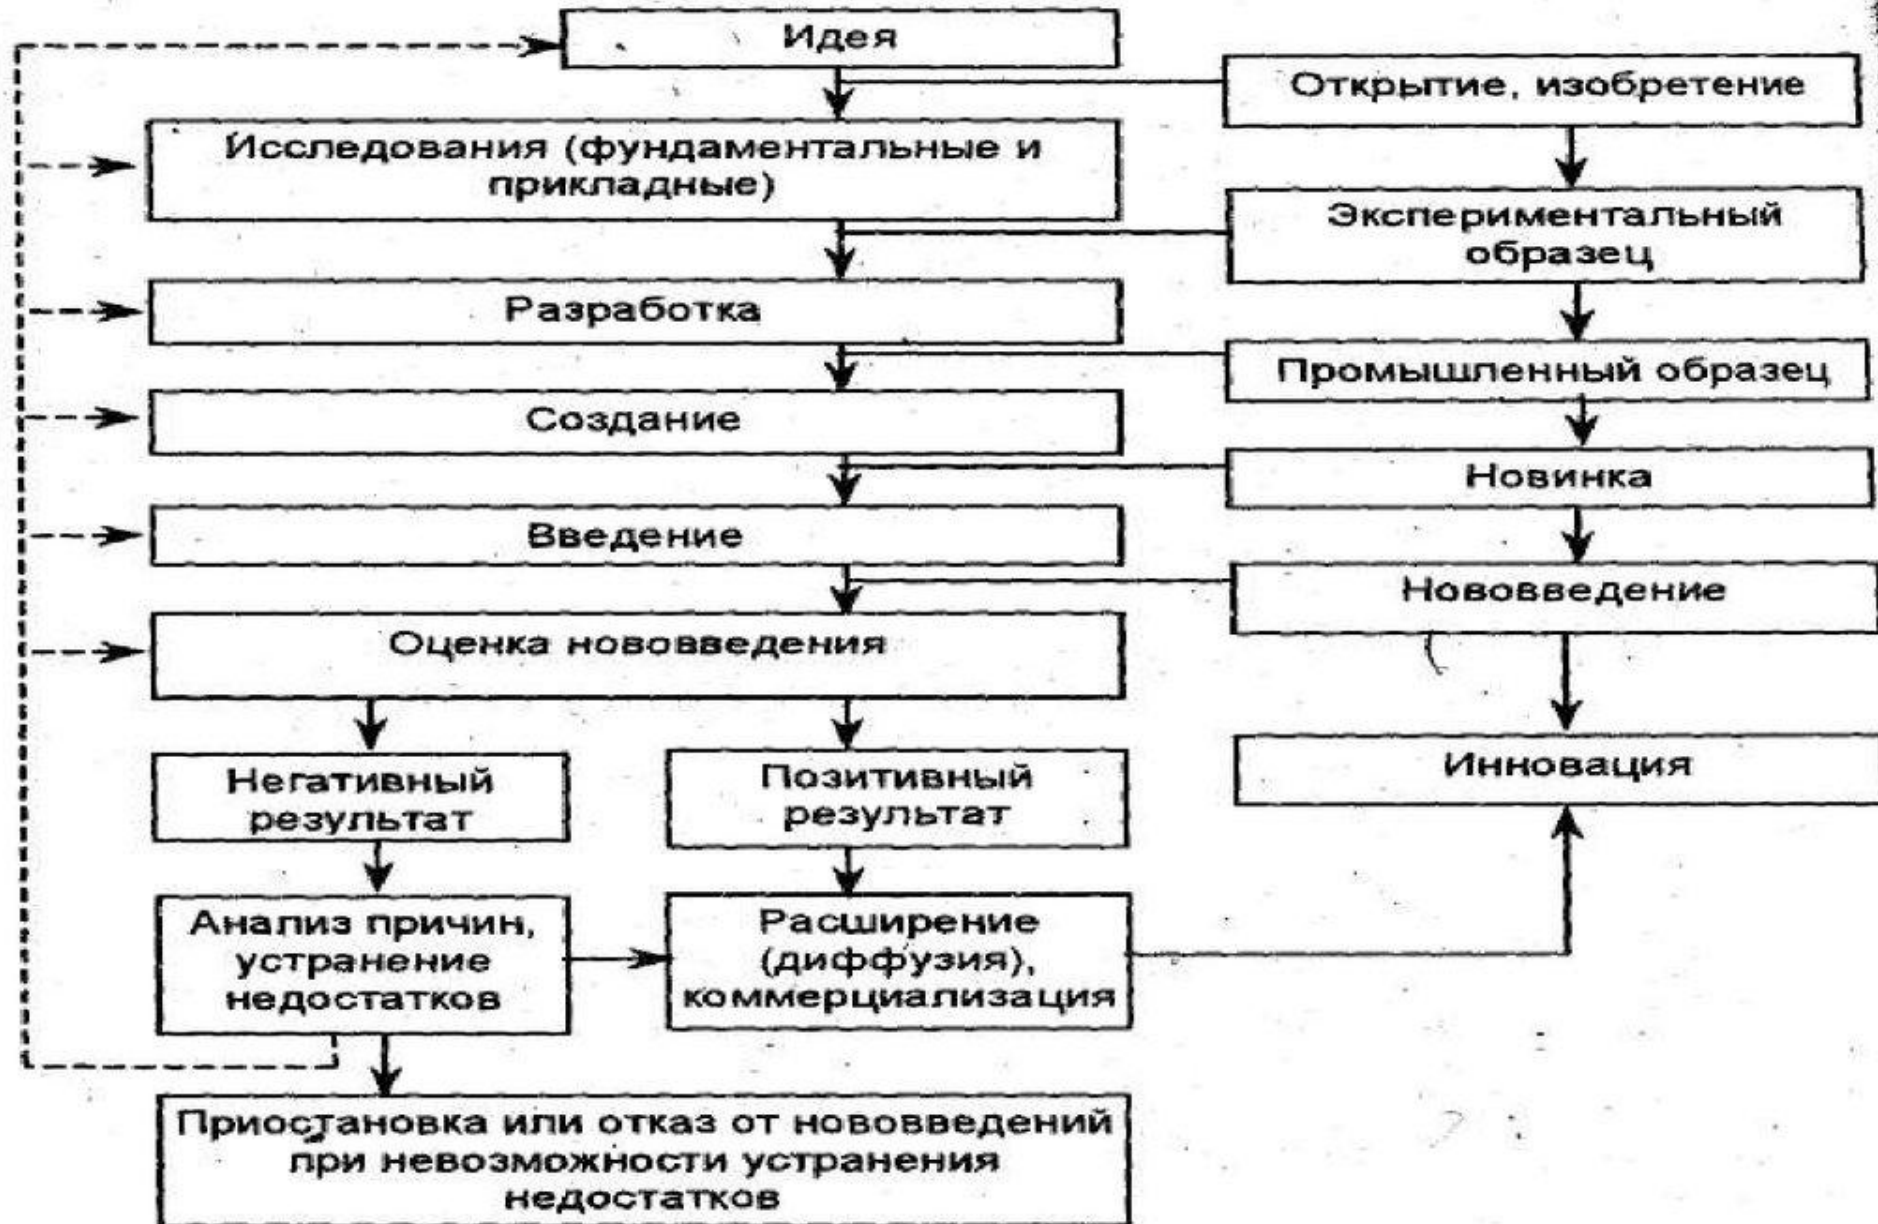 Идея
Открытие, изобретение
Исследования (фундаментальные и
прикладные)
Экспериментальный
образец
Разработка
Промышленный образец
Создание
Новинка
Введение
Нововведение
Оценка нововведения
Негативный
результат
Позитивный
результат
Инновация
Анализ причин,
устранение
недостатков
Расширение
(диффузия),
коммерциализация
Приостановка или отказ от нововведений
при невозможности устранения
недостатков